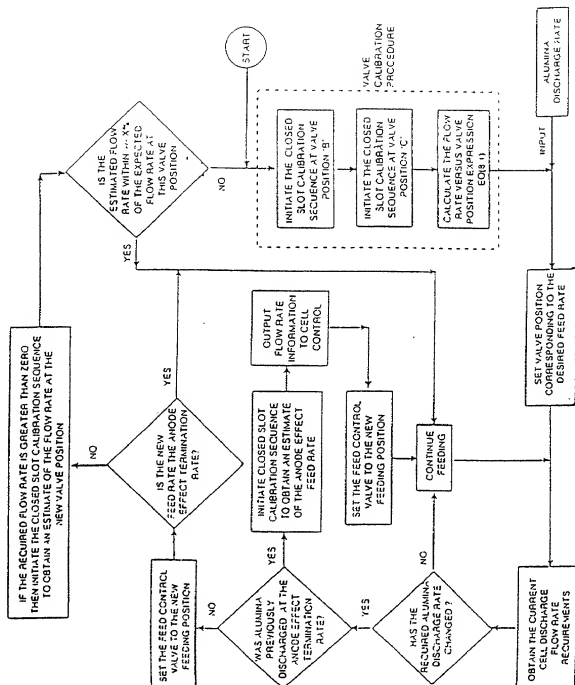 START
VALVE
CALIBRATION
PROCEDURE
INITIATE THE CLOSED
SLOT CALIBRATION
SEQUENCE AT VALVE
POSITION 'B'
INITIATE THE CLOSED
SLOT CALIBRATION
SEQUENCE AT VALVE
POSITION 'C'
CALCULATE THE FLOW
RATE VERSUS VALVE
POSITION EXPRESSION
ALUMINA
DISCHARGE RATE
INPUT
SET VALVE POSITION
CORRESPONDING TO THE
DESIRED FEED RATE
OBTAIN THE CURRENT
CELL DISCHARGE
FLOW RATE
REQUIREMENTS
HAS THE
REQUIRED ALUMINA
DISCHARGE RATE
CHANGED ?
NO
YES
CONTINUE
FEEDING
WAS ALUMINA
PREVIOUSLY
DISCHARGED AT THE
ANODE EFFECT
TERMINATION
RATE?
YES
NO
INITIATE CLOSED SLOT
CALIBRATION SEQUENCE
TO OBTAIN AN ESTIMATE
OF THE ANODE EFFECT
FEED RATE
OUTPUT
FLOW RATE
INFORMATION
TO CELL
CONTROL
SET THE FEED CONTROL
VALVE TO THE NEW
FEEDING POSITION
SET THE FEED CONTROL
VALVE TO THE NEW
FEEDING POSITION
IS THE NEW
FEED RATE THE ANODE
EFFECT TERMINATION
RATE?
YES
NO
IF THE REQUIRED FLOW RATE IS GREATER THAN ZERO
THEN INITIATE THE CLOSED SLOT CALIBRATION SEQUENCE
TO OBTAIN AN ESTIMATE OF THE FLOW RATE AT THE
NEW VALVE POSITION
IS THE
ESTIMATED FLOW
RATE WITHIN
OF THE EXPECTED
FLOW RATE AT
THIS VALVE
POSITION
YES
NO